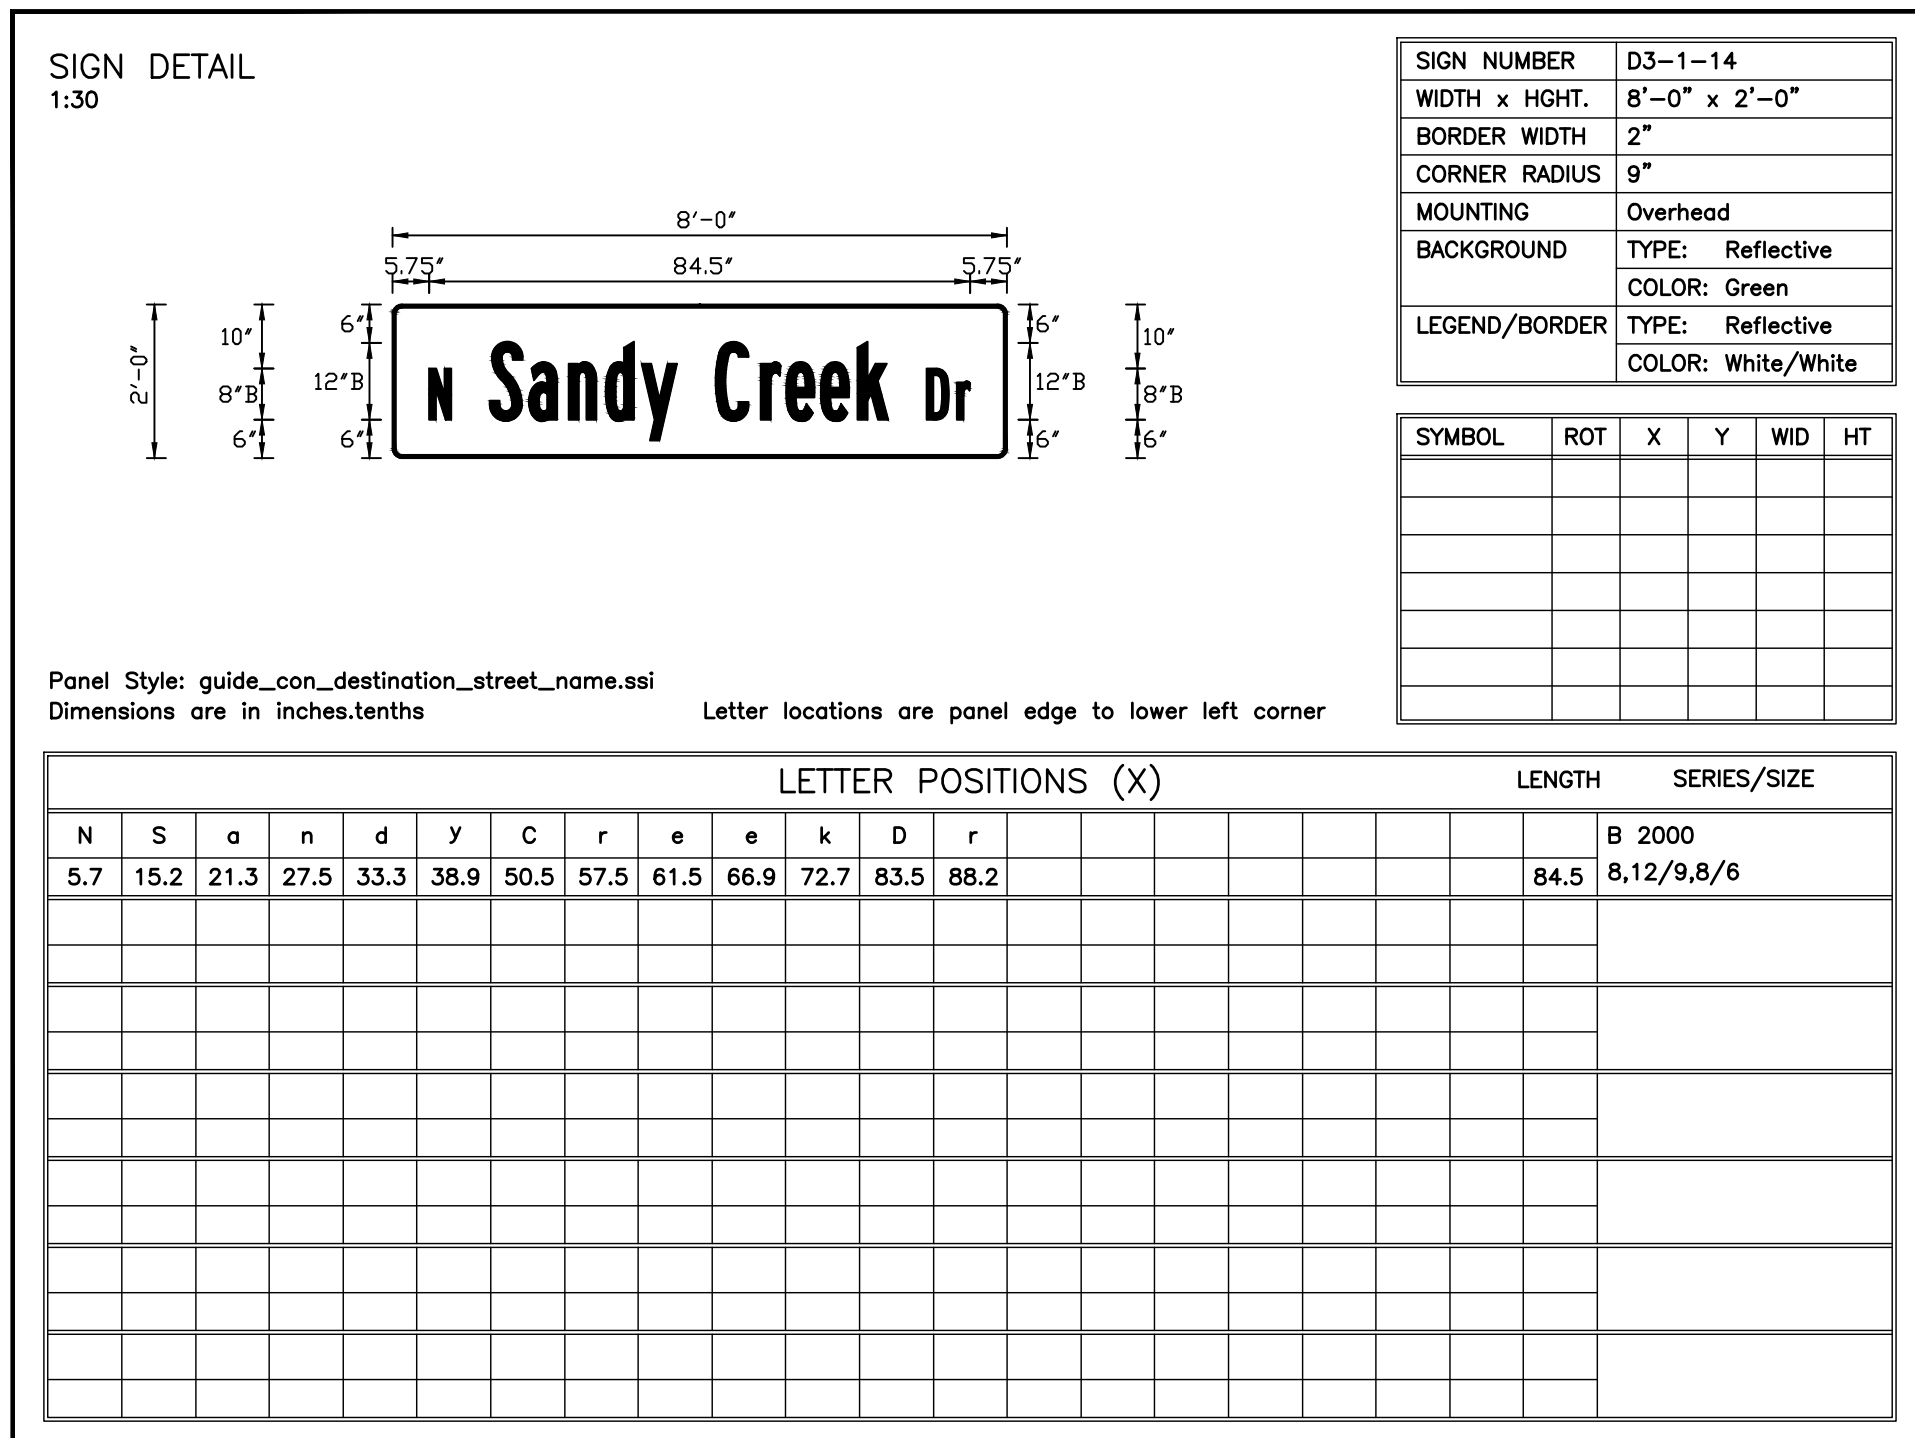 SIGN DETAIL
1:30
SIGN NUMBER D3-1-14
WIDTH x HGHT. 8'-0" x 2'-0"
BORDER WIDTH 2"
CORNER RADIUS 9"
MOUNTING Overhead
BACKGROUND TYPE: Reflective
COLOR: Green
LEGEND/BORDER TYPE: Reflective
COLOR: White/White
8'-0"
5.75" 84.5" 5.75"
2'-0"
10" 6" 6" 10"
8"B 12"B 12"B 8"B
6" 6" 6" 6"
N Sandy Creek Dr
SYMBOL ROT X Y WID HT
Panel Style: guide_con_destination_street_name.ssi
Dimensions are in inches.tenths Letter locations are panel edge to lower left corner
LETTER POSITIONS (X) LENGTH SERIES/SIZE
N S a n d y C r e e k D r B 2000
5.7 15.2 21.3 27.5 33.3 38.9 50.5 57.5 61.5 66.9 72.7 83.5 88.2 84.5 8,12/9,8/6